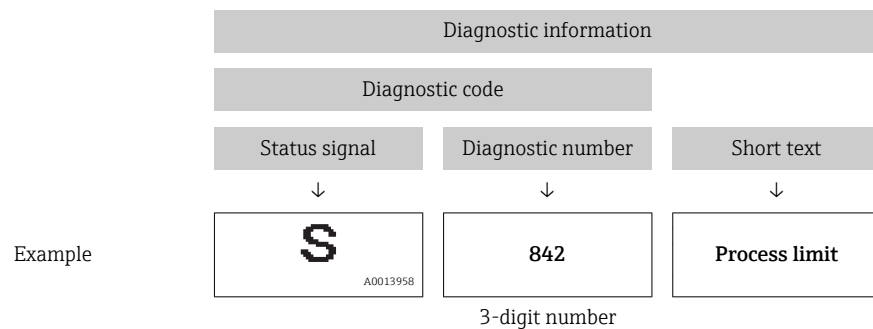 Diagnostic information
Diagnostic code
Status signal Diagnostic number Short text
↓ ↓ ↓
Example S 842 Process limit
A0013958
3-digit number